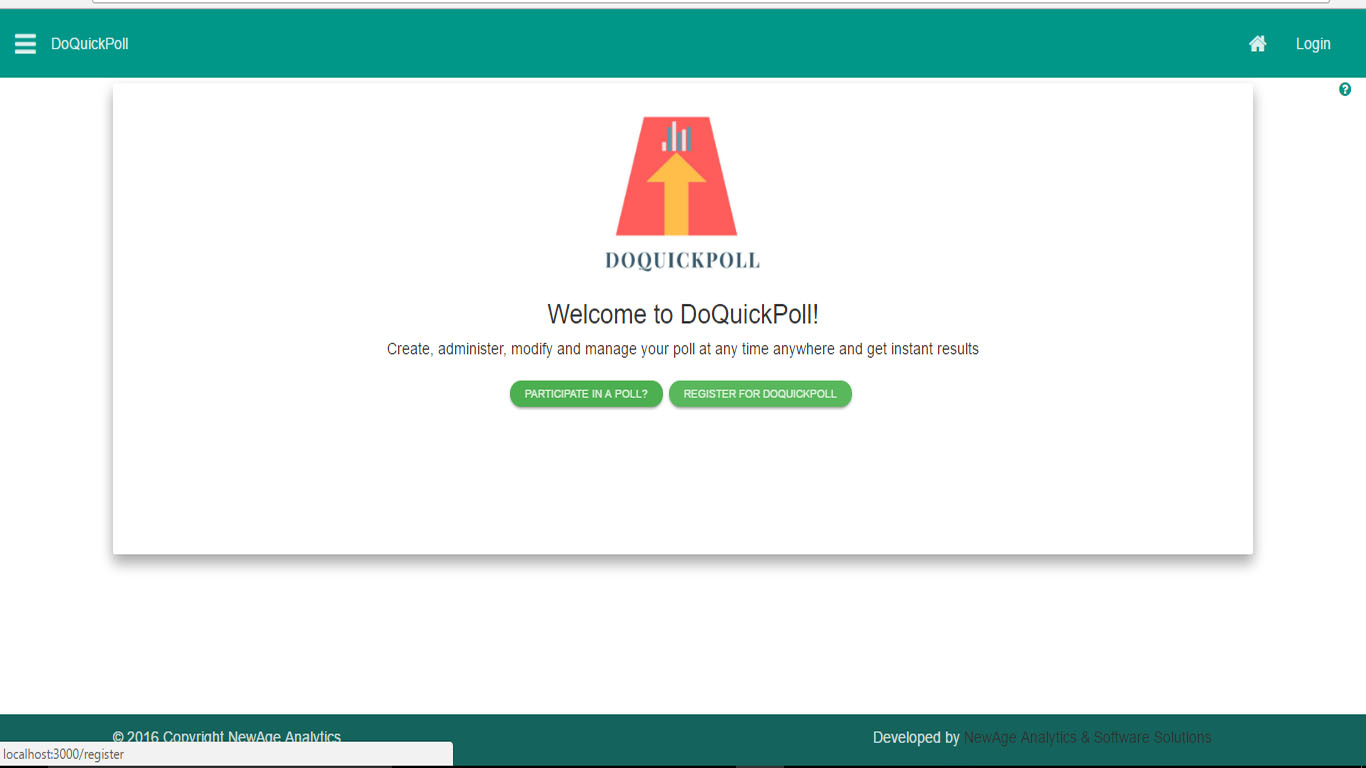 DoQuickPoll
Login
DOQUICKPOLL
Welcome to DoQuickPoll!
Create, administer, modify and manage your poll at any time anywhere and get instant results
PARTICIPATE IN A POLL? REGISTER FOR DOQUICKPOLL
© 2016 Copyright NewAge Analytics
Developed by NewAge Analytics & Software Solutions
localhost:3000/register